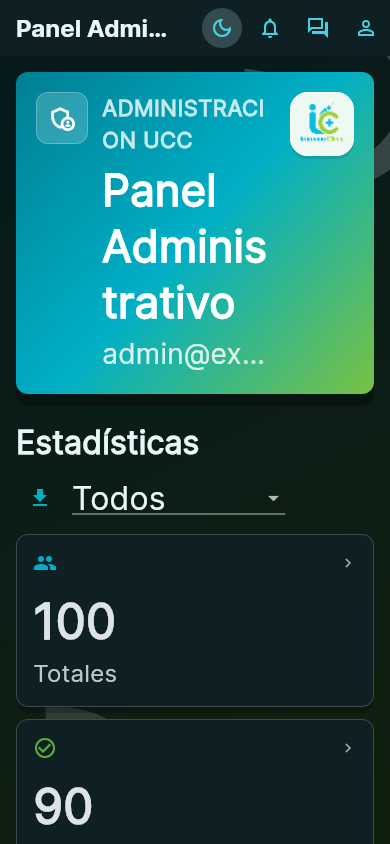 Panel Admi...
ADMINISTRACI
ON UCC
Panel
Adminis
trativo
admin@ex...
Estadísticas
Todos
100
Totales
90